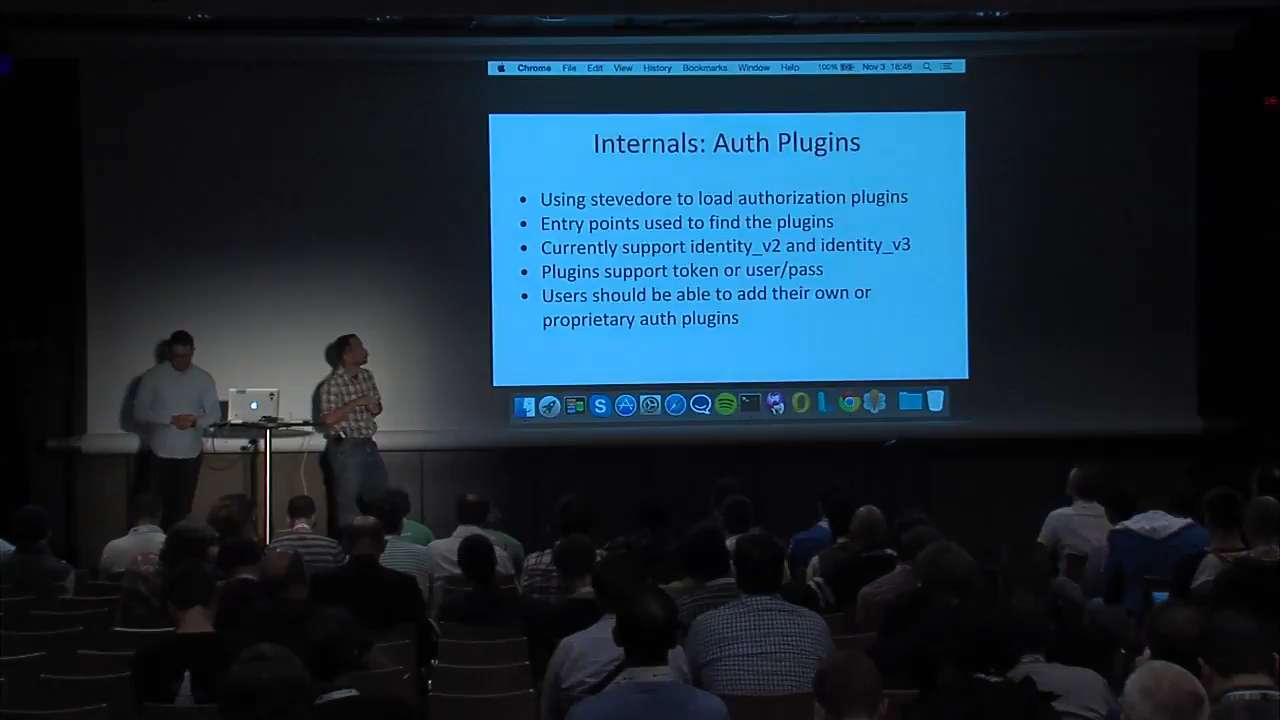 Chrome File Edit View History Bookmarks Window Help 100% Nov 3 16:46
Internals: Auth Plugins
• Using stevedore to load authorization plugins
• Entry points used to find the plugins
• Currently support identity_v2 and identity_v3
• Plugins support token or user/pass
• Users should be able to add their own or
proprietary auth plugins